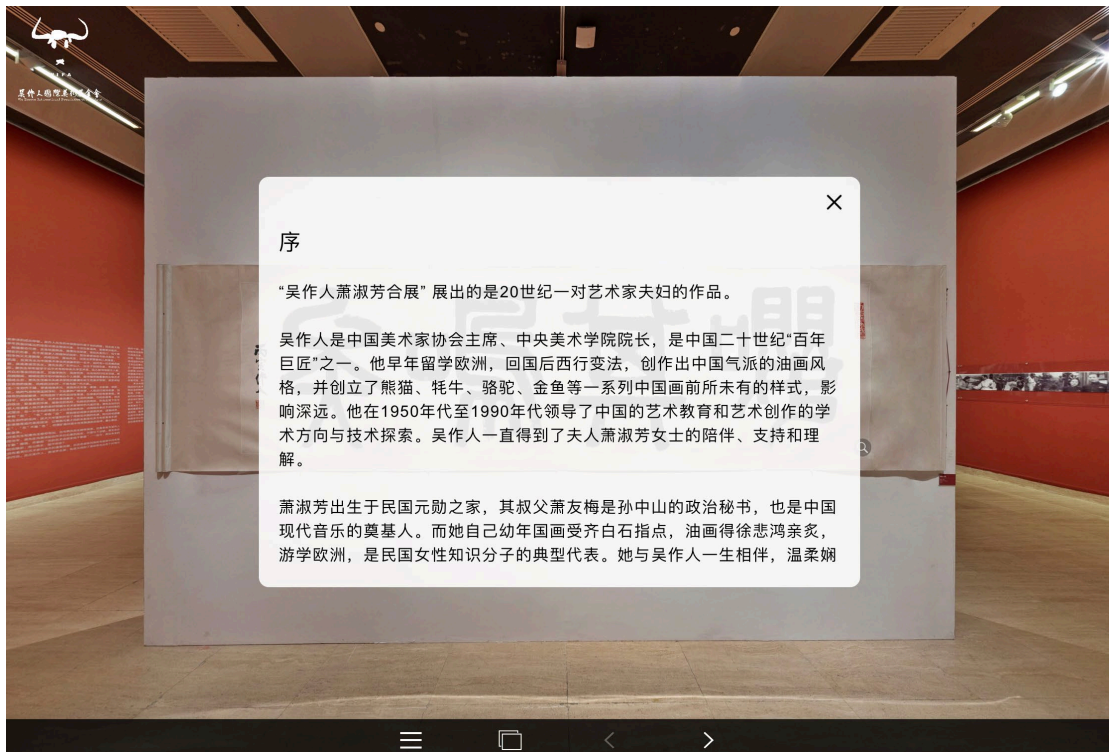 吴作人国际美术基金会
序
“吴作人萧淑芳合展” 展出的是20世纪一对艺术家夫妇的作品。
吴作人是中国美术家协会主席、中央美术学院院长，是中国二十世纪“百年
巨匠”之一。他早年留学欧洲，回国后西行变法，创作出中国气派的油画风
格，并创立了熊猫、牦牛、骆驼、金鱼等一系列中国画前所未有的样式，影
响深远。他在1950年代至1990年代领导了中国的艺术教育和艺术创作的学
术方向与技术探索。吴作人一直得到了夫人萧淑芳女士的陪伴、支持和理
解。
萧淑芳出生于民国元勋之家，其叔父萧友梅是孙中山的政治秘书，也是中国
现代音乐的奠基人。而她自己幼年国画受齐白石指点，油画得徐悲鸿亲炙，
游学欧洲，是民国女性知识分子的典型代表。她与吴作人一生相伴，温柔娴